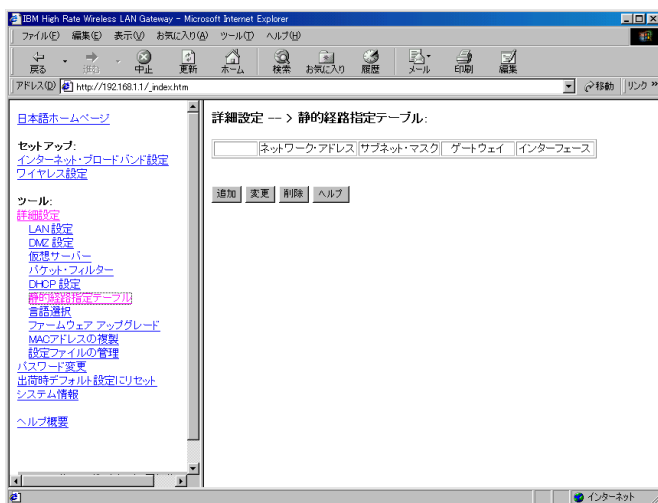 IBM High Rate Wireless LAN Gateway - Microsoft Internet Explorer
ファイル(F) 編集(E) 表示(V) お気に入り(A) ツール(T) ヘルプ(H)
戻る 進む 中止 更新 ホーム 検索 お気に入り 履歴 メール 印刷 編集
アドレス(D) http://192.168.1.1/_index.htm 移動 リンク »
日本語ホームページ
セットアップ:
インターネット・ブロードバンド設定
ワイヤレス設定
ツール:
詳細設定
LAN 設定
DMZ 設定
仮想サーバー
パケット・フィルター
DHCP 設定
静的経路指定テーブル
言語選択
ファームウェア アップグレード
MACアドレスの複製
設定ファイルの管理
パスワード変更
出荷時デフォルト設定にリセット
システム情報
ヘルプ概要
詳細設定 --> 静的経路指定テーブル:
ネットワーク・アドレス サブネット・マスク ゲートウェイ インターフェース
追加 変更 削除 ヘルプ
インターネット